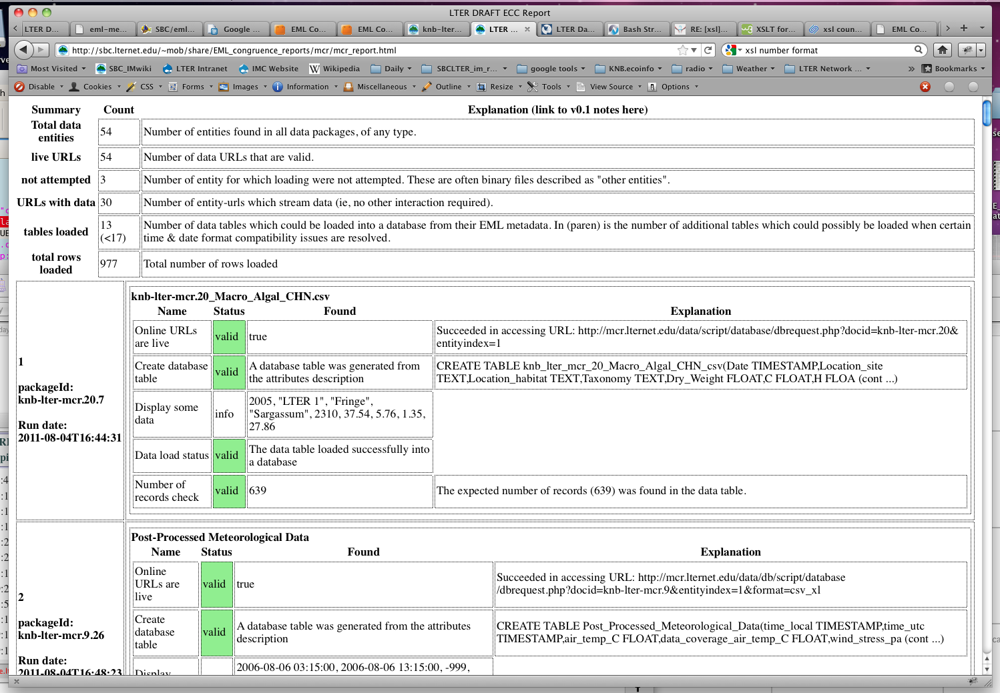 LTER DRAFT ECC Report
LTER D... eml-me... SBC/eml... Google ... EML Co... EML Co... knb-lter... LTER ... LTER Da... Bash Str... RE: [xsl]... XSLT for... xsl coun... EML Co...
http://sbc.lternet.edu/~mob/share/EML_congruence_reports/mcr/mcr_report.html xsl number format
Most Visited SBC_IMwiki LTER Intranet IMC Website Wikipedia Daily SBCLTER_im_r... google tools KNB.ecoinfo radio Weather LTER Network ... » Bookmarks
Disable Cookies CSS Forms Images Information Miscellaneous Outline Resize Tools View Source Options
Summary Count Explanation (link to v0.1 notes here)
Total data
entities
54
Number of entities found in all data packages, of any type.
live URLs
54
Number of data URLs that are valid.
not attempted
3
Number of entity for which loading were not attempted. These are often binary files described as "other entities".
URLs with data
30
Number of entity-urls which stream data (ie, no other interaction required).
tables loaded
13
(<17)
Number of data tables which could be loaded into a database from their EML metadata. In (paren) is the number of additional tables which could possibly be loaded when certain
time & date format compatibility issues are resolved.
total rows
loaded
977
Total number of rows loaded
1
packageId:
knb-lter-mcr.20.7
Run date:
2011-08-04T16:44:31
knb-lter-mcr.20_Macro_Algal_CHN.csv
Name Status Found Explanation
Online URLs
are live
valid
true
Succeeded in accessing URL: http://mcr.lternet.edu/data/script/database/dbrequest.php?docid=knb-lter-mcr.20&
entityindex=1
Create database
table
valid
A database table was generated from
the attributes description
CREATE TABLE knb_lter_mcr_20_Macro_Algal_CHN_csv(Date TIMESTAMP,Location_site
TEXT,Location_habitat TEXT,Taxonomy TEXT,Dry_Weight FLOAT,C FLOAT,H FLOA (cont ...)
Display some
data
info
2005, "LTER 1", "Fringe",
"Sargassum", 2310, 37.54, 5.76, 1.35,
27.86
Data load status
valid
The data table loaded successfully into
a database
Number of
records check
valid
639
The expected number of records (639) was found in the data table.
2
packageId:
knb-lter-mcr.9.26
Run date:
2011-08-04T16:48:23
Post-Processed Meteorological Data
Name Status Found Explanation
Online
URLs are
live
valid
true
Succeeded in accessing URL: http://mcr.lternet.edu/data/db/script/database
/dbrequest.php?docid=knb-lter-mcr.9&entityindex=1&format=csv_xl
Create
database
table
valid
A database table was generated from the attributes
description
CREATE TABLE Post_Processed_Meteorological_Data(time_local TIMESTAMP,time_utc
TIMESTAMP,air_temp_C FLOAT,data_coverage_air_temp_C FLOAT,wind_stress_pa (cont ...)
Display
2006-08-06 03:15:00, 2006-08-06 13:15:00, -999,